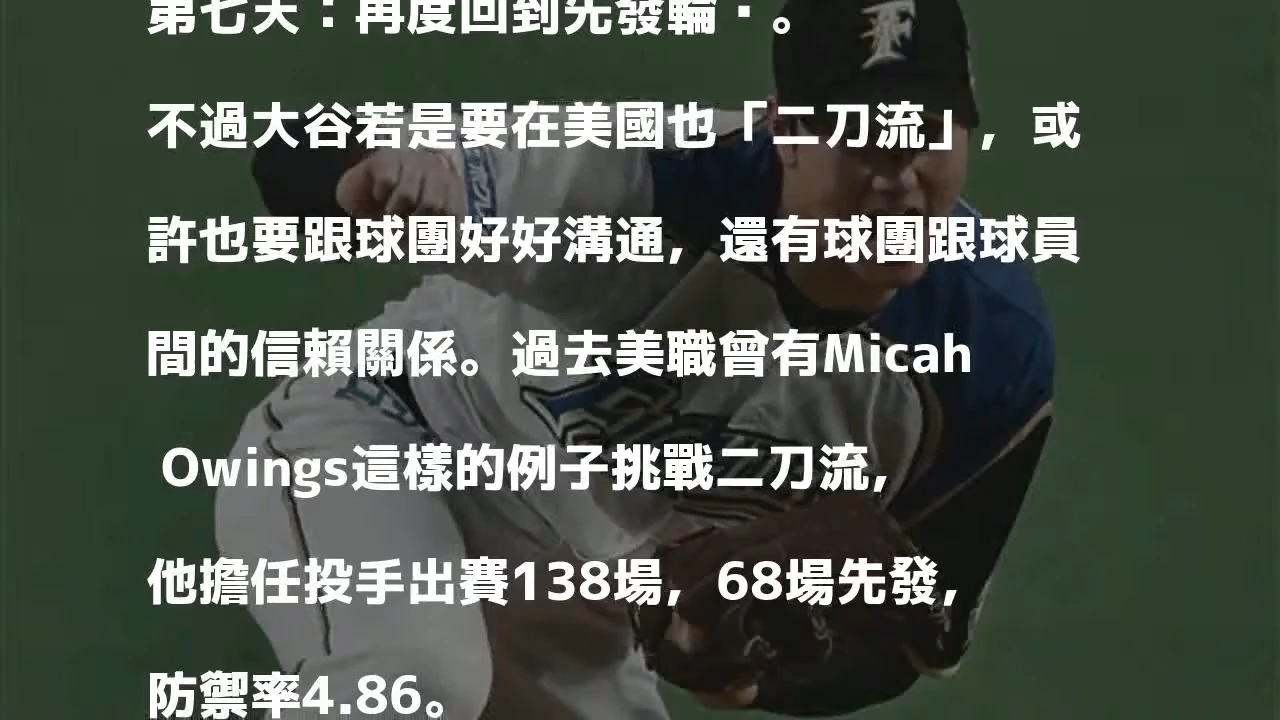 第七天：再度回到先發輪·。
不過大谷若是要在美國也「二刀流」，或
許也要跟球團好好溝通，還有球團跟球員
間的信賴關係。過去美職曾有Micah
Owings這樣的例子挑戰二刀流，
他擔任投手出賽138場，68場先發，
防禦率4.86。
F